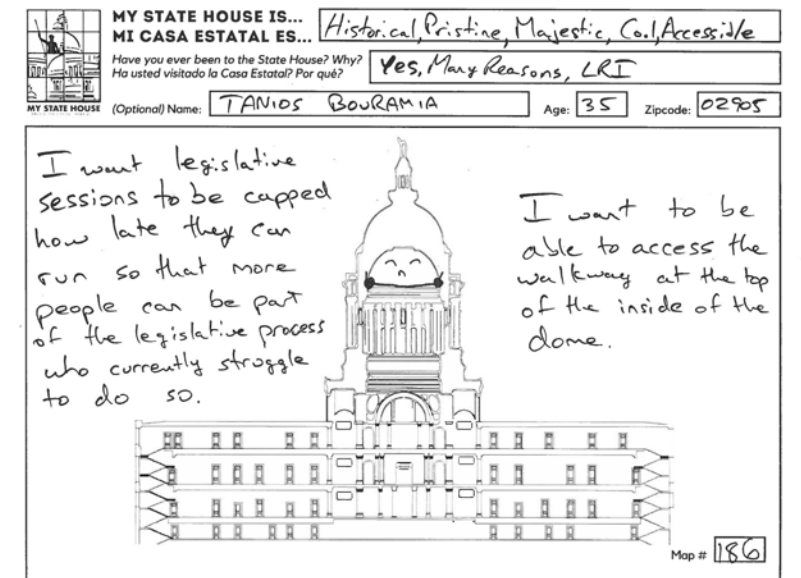 MY STATE HOUSE IS...
MI CASA ESTATAL ES...
Historical, Pristine, Majestic, Cool, Accessible
Have you ever been to the State House? Why?
Ha usted visitado la Casa Estatal? Por qué?
Yes, Many Reasons, LRI
MY STATE HOUSE
(Optional) Name: TANIOS BOURAMIA Age: 35 Zipcode: 02905
I want legislative
sessions to be capped
how late they can
run so that more
people can be part
of the legislative process
who currently struggle
to do so.
I want to be
able to access the
walkway at the top
of the inside of the
dome.
Map # 186